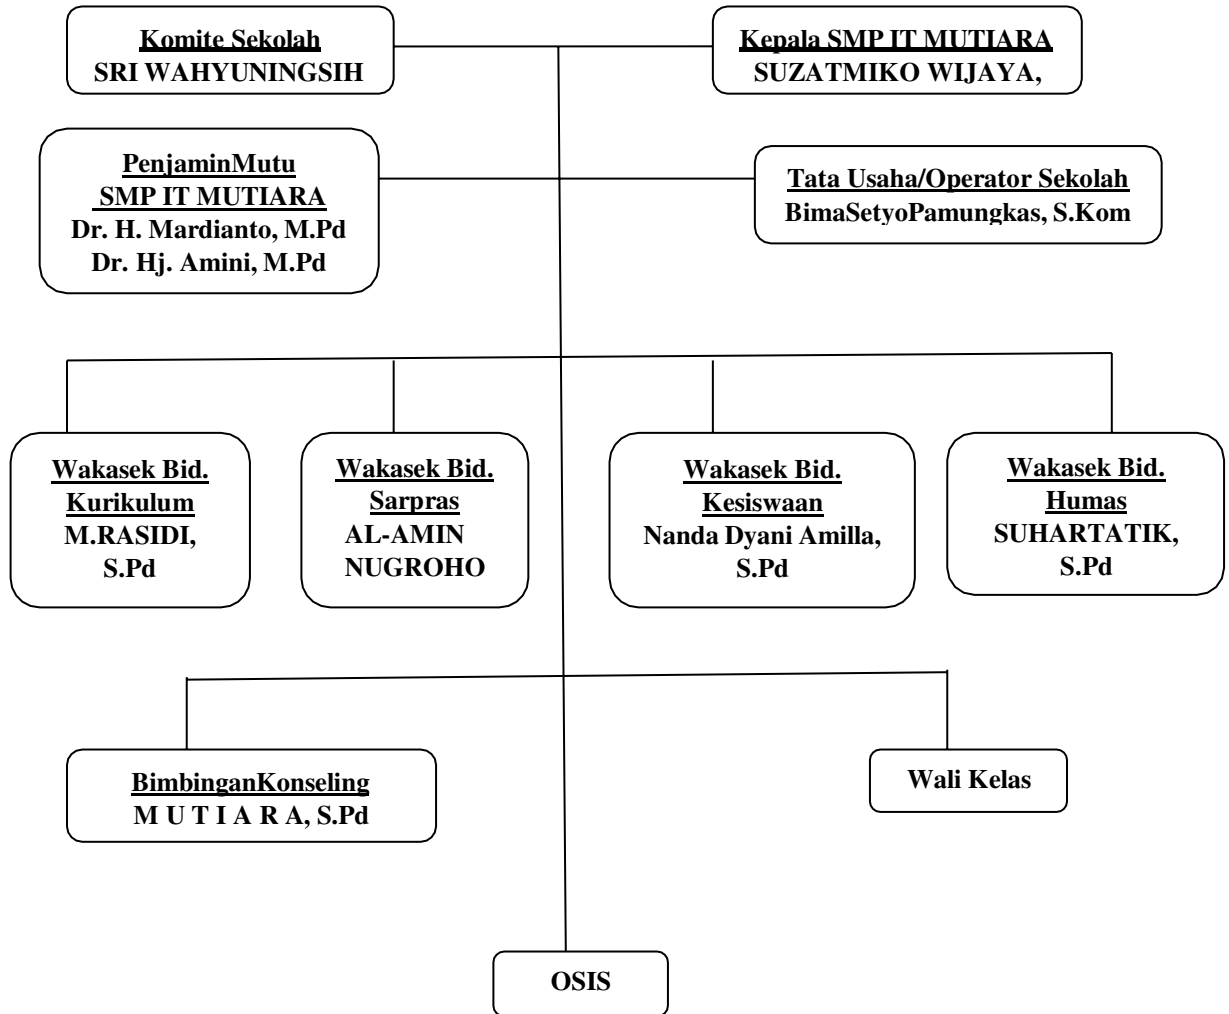 Komite Sekolah
SRI WAHYUNINGSIH
Kepala SMP IT MUTIARA
SUZATMIKO WIJAYA,
PenjaminMutu
SMP IT MUTIARA
Dr. H. Mardianto, M.Pd
Dr. Hj. Amini, M.Pd
Tata Usaha/Operator Sekolah
BimaSetyoPamungkas, S.Kom
Wakasek Bid.
Kurikulum
M.RASIDI,
S.Pd
Wakasek Bid.
Sarpras
AL-AMIN
NUGROHO
Wakasek Bid.
Kesiswaan
Nanda Dyani Amilla,
S.Pd
Wakasek Bid.
Humas
SUHARTATIK,
S.Pd
BimbinganKonseling
M U T I A R A, S.Pd
Wali Kelas
OSIS